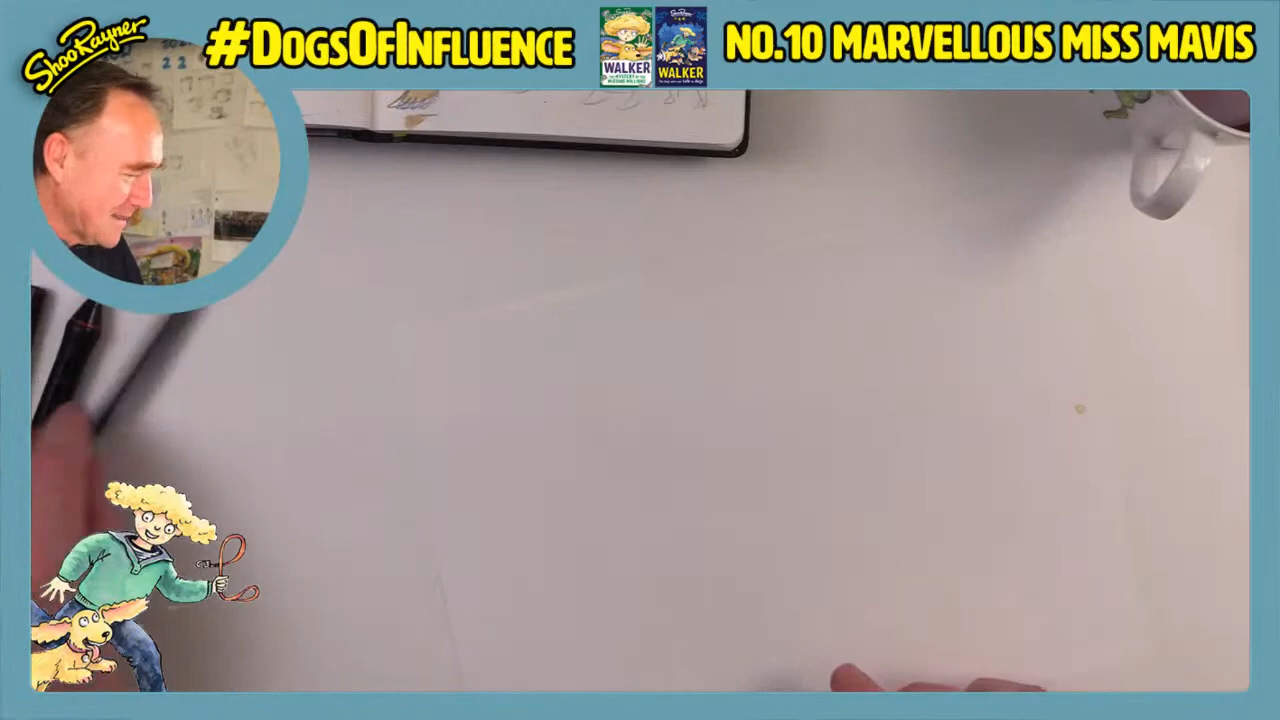 ShooRayner
#DOGSOFINFLUENCE
WALKER
WALKER
NO.10 MARVELLOUS MISS MAVIS